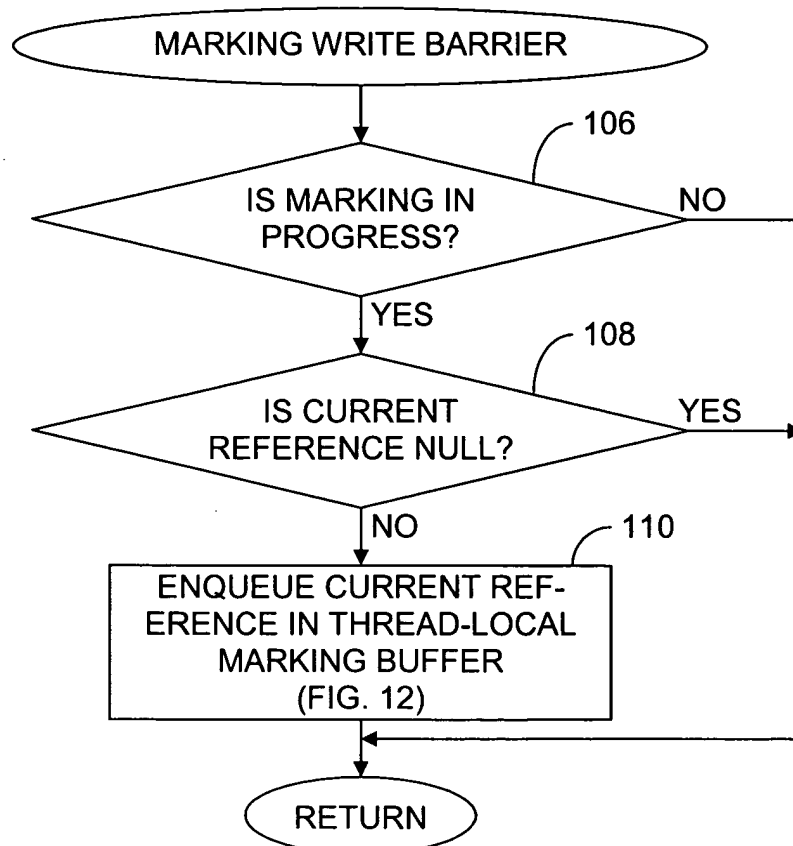 MARKING WRITE BARRIER
106
IS MARKING IN
PROGRESS?
NO
YES
108
IS CURRENT
REFERENCE NULL?
YES
NO
110
ENQUEUE CURRENT REF-
ERENCE IN THREAD-LOCAL
MARKING BUFFER
(FIG. 12)
RETURN